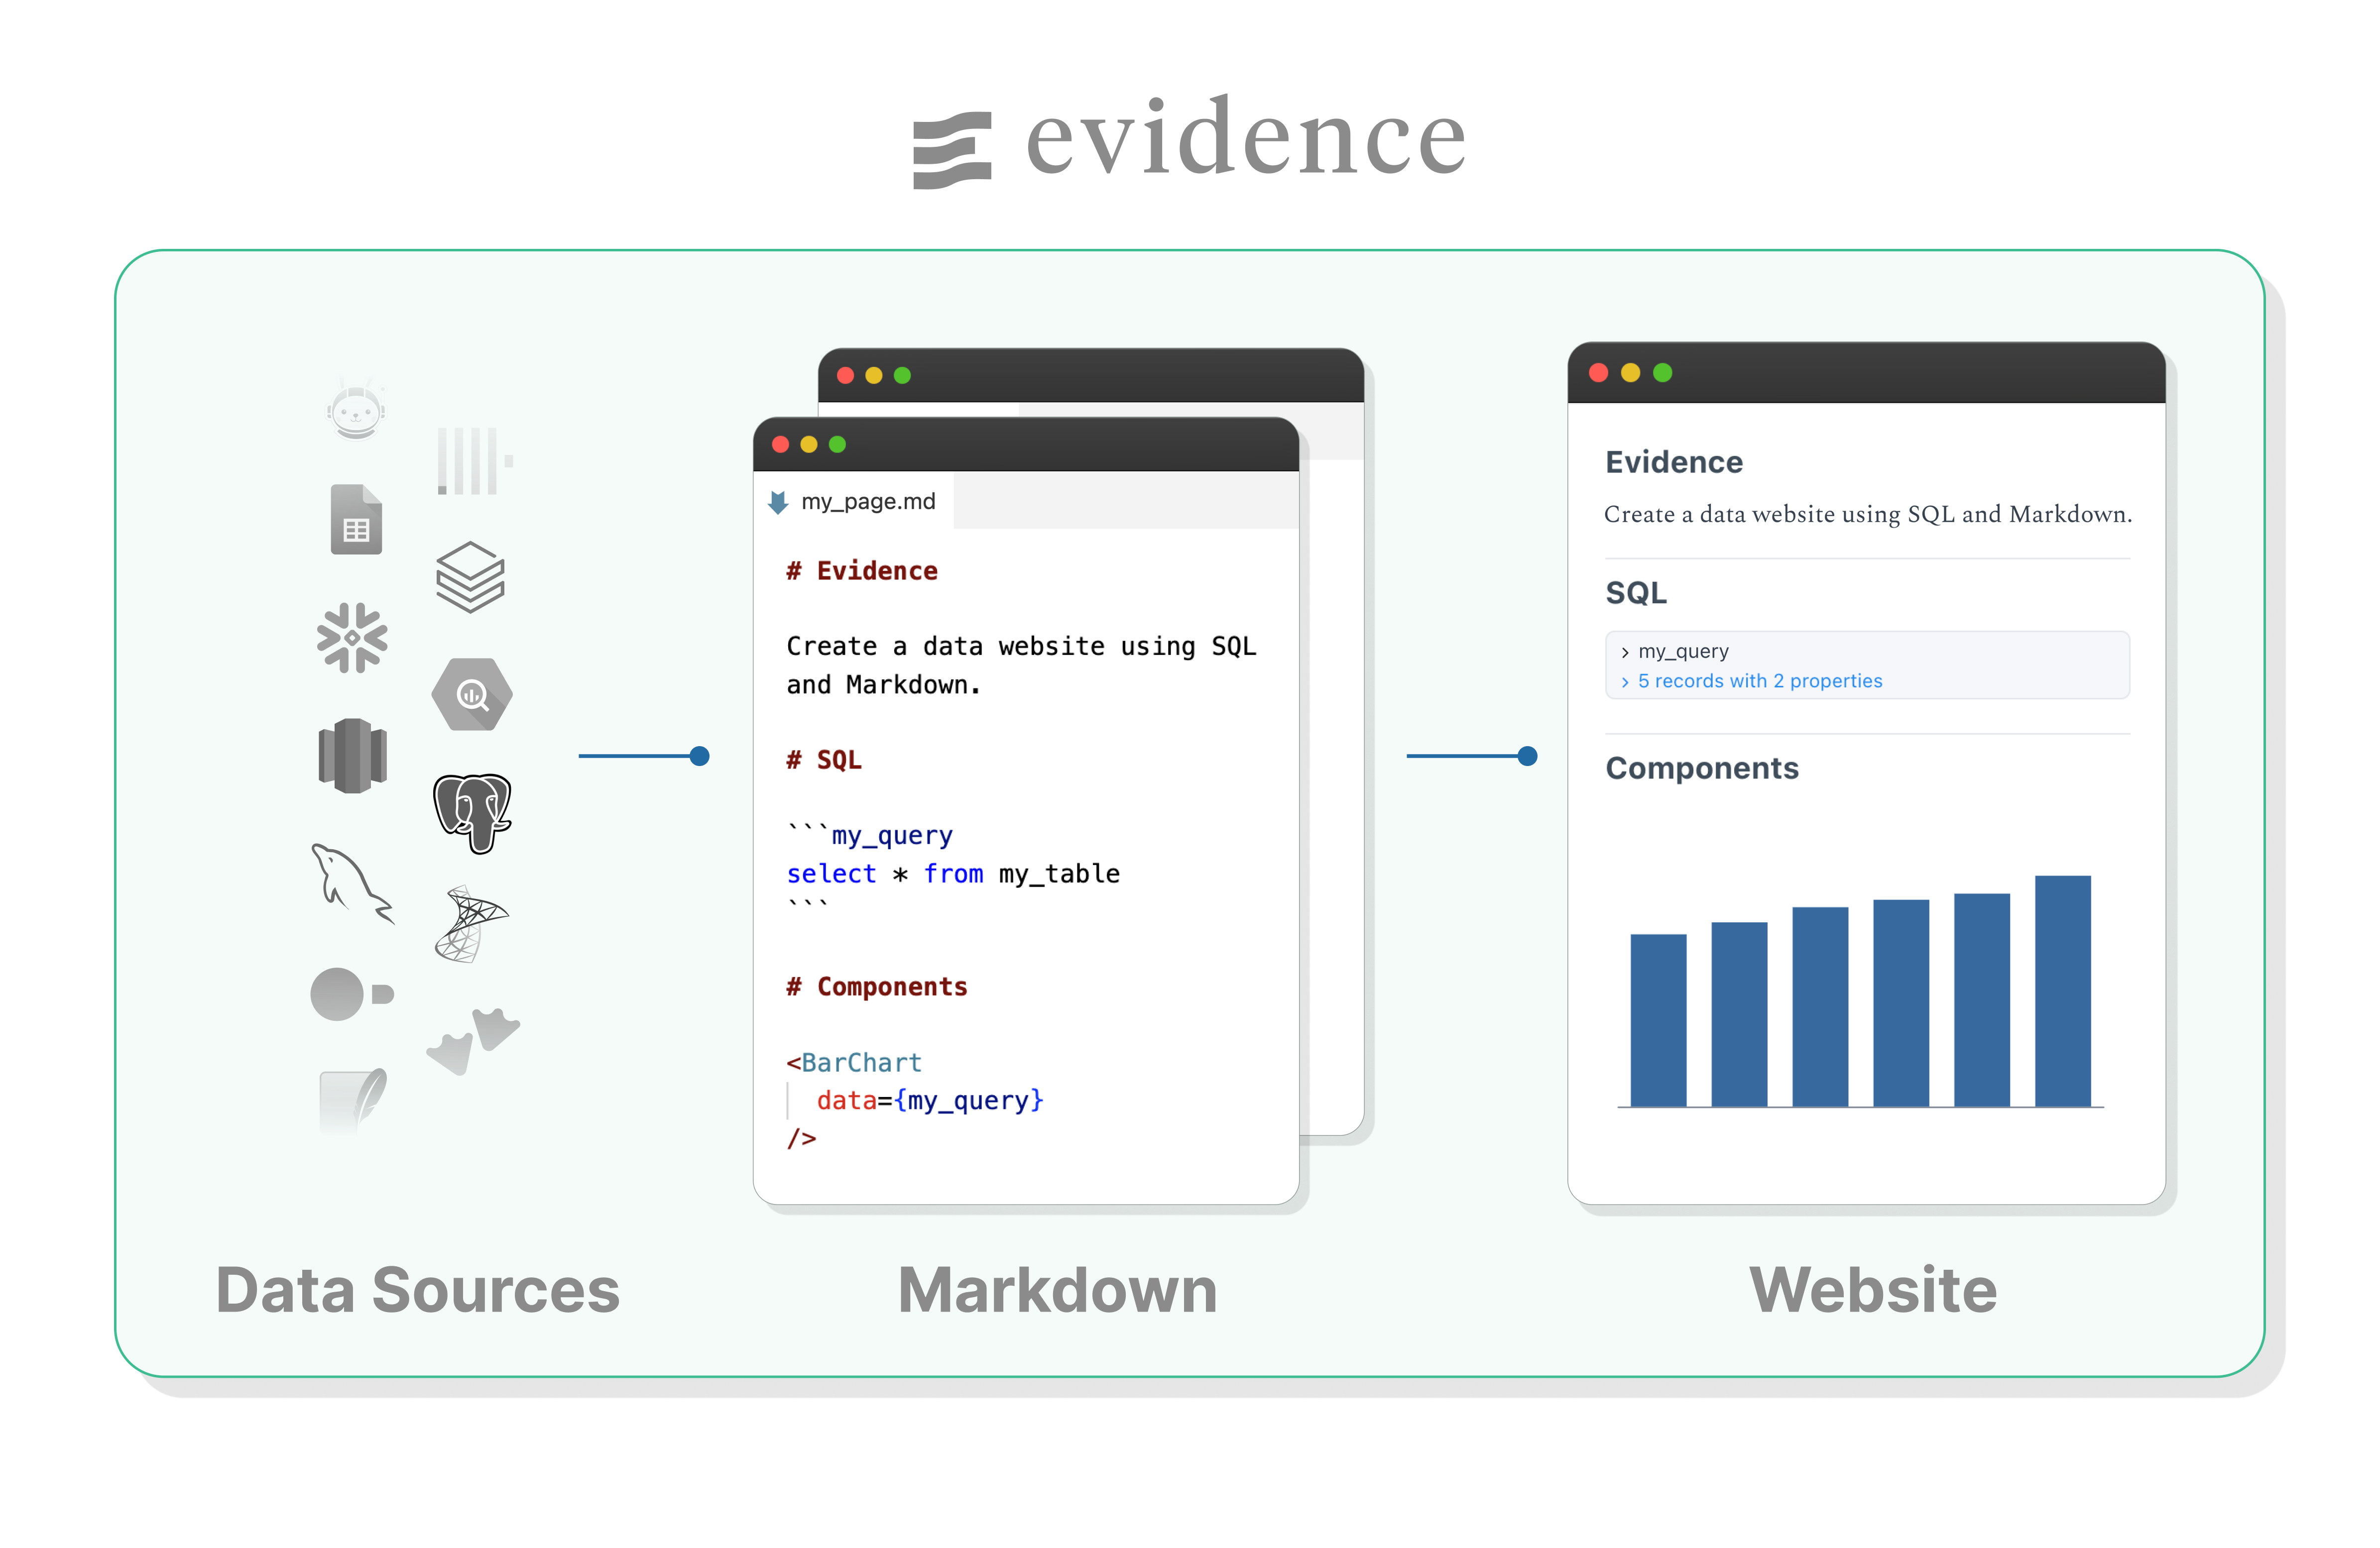 evidence
my_page.md
# Evidence
Create a data website using SQL
and Markdown.
# SQL
```my_query
select * from my_table
```
# Components
<BarChart
data={my_query}
/>
Evidence
Create a data website using SQL and Markdown.
SQL
> my_query
> 5 records with 2 properties
Components
Data Sources
Markdown
Website